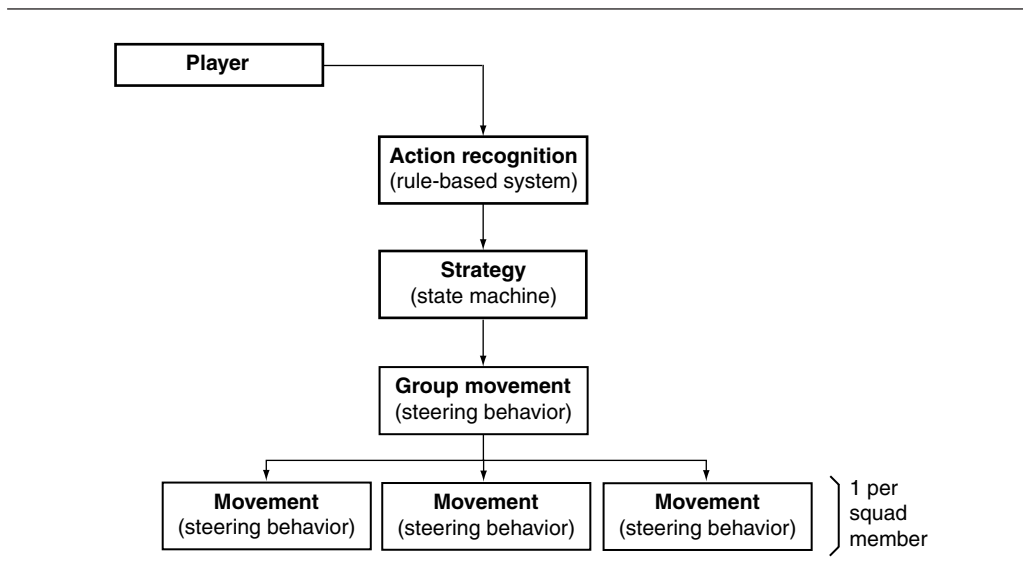 Player
Action recognition
(rule-based system)
Strategy
(state machine)
Group movement
(steering behavior)
Movement
(steering behavior)
Movement
(steering behavior)
Movement
(steering behavior)
1 per
squad
member